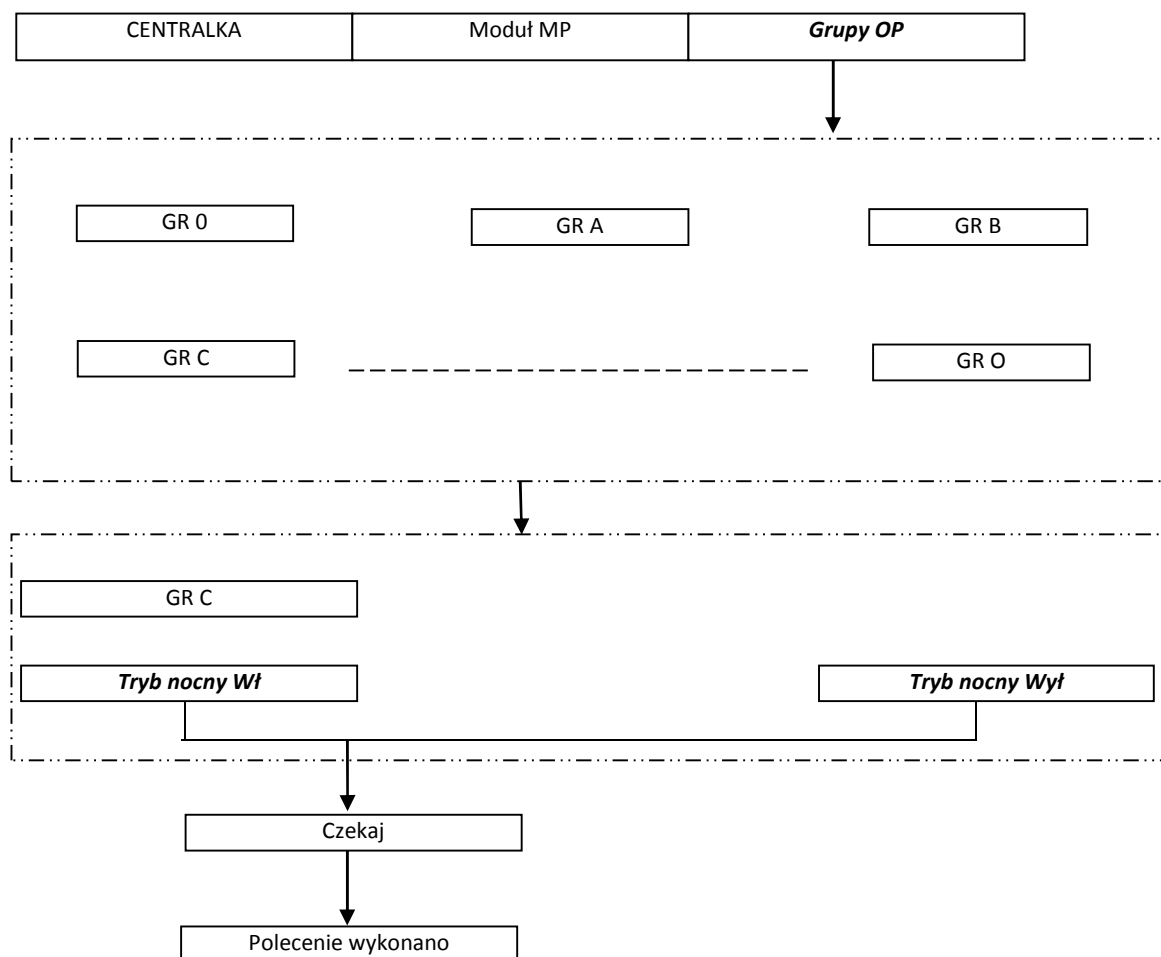 CENTRALKA Moduł MP Grupy OP
GR 0 GR A GR B
GR C GR O
GR C
Tryb nocny Wł Tryb nocny Wył
Czekaj
Polecenie wykonano